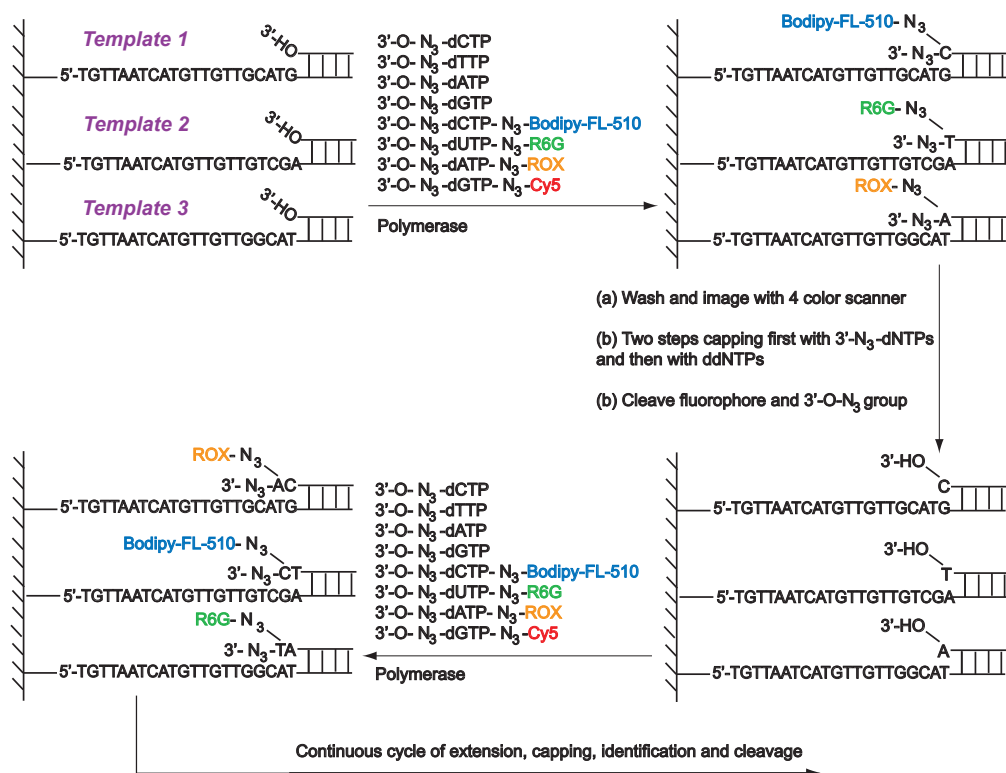 Template 1
3'-HO
5'-TGTTAATCATGTTGTTGCATG
Template 2
3'-HO
5'-TGTTAATCATGTTGTTGTCGA
Template 3
3'-HO
5'-TGTTAATCATGTTGTTGGCAT
3'-O- N3-dCTP
3'-O- N3-dTTP
3'-O- N3-dATP
3'-O- N3-dGTP
3'-O- N3-dCTP- N3-Bodipy-FL-510
3'-O- N3-dUTP- N3-R6G
3'-O- N3-dATP- N3-ROX
3'-O- N3-dGTP- N3-Cy5
Polymerase
Bodipy-FL-510- N3
3'- N3-C
5'-TGTTAATCATGTTGTTGCATG
R6G- N3
3'- N3-T
5'-TGTTAATCATGTTGTTGTCGA
ROX- N3
3'- N3-A
5'-TGTTAATCATGTTGTTGGCAT
(a) Wash and image with 4 color scanner
(b) Two steps capping first with 3'-N3-dNTPs
and then with ddNTPs
(b) Cleave fluorophore and 3'-O-N3 group
3'-HO
C
5'-TGTTAATCATGTTGTTGCATG
3'-HO
T
5'-TGTTAATCATGTTGTTGTCGA
3'-HO
A
5'-TGTTAATCATGTTGTTGGCAT
3'-O- N3-dCTP
3'-O- N3-dTTP
3'-O- N3-dATP
3'-O- N3-dGTP
3'-O- N3-dCTP- N3-Bodipy-FL-510
3'-O- N3-dUTP- N3-R6G
3'-O- N3-dATP- N3-ROX
3'-O- N3-dGTP- N3-Cy5
Polymerase
ROX- N3
3'- N3-AC
5'-TGTTAATCATGTTGTTGCATG
Bodipy-FL-510- N3
3'- N3-CT
5'-TGTTAATCATGTTGTTGTCGA
R6G- N3
3'- N3-TA
5'-TGTTAATCATGTTGTTGGCAT
Continuous cycle of extension, capping, identification and cleavage